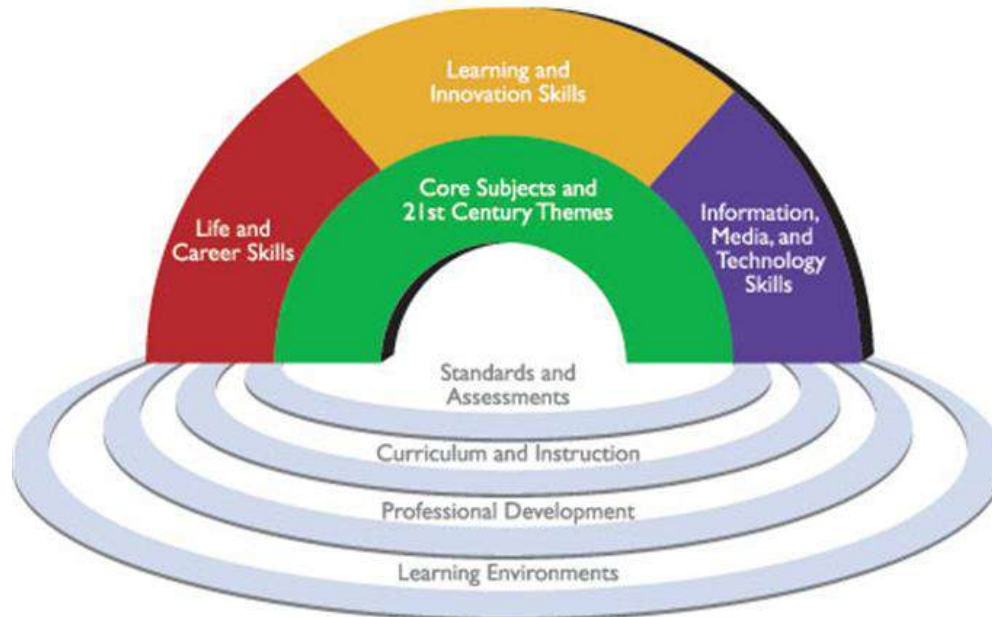 Learning and
Innovation Skills
Core Subjects and
21st Century Themes
Life and
Career Skills
Information,
Media, and
Technology
Skills
Standards and
Assessments
Curriculum and Instruction
Professional Development
Learning Environments